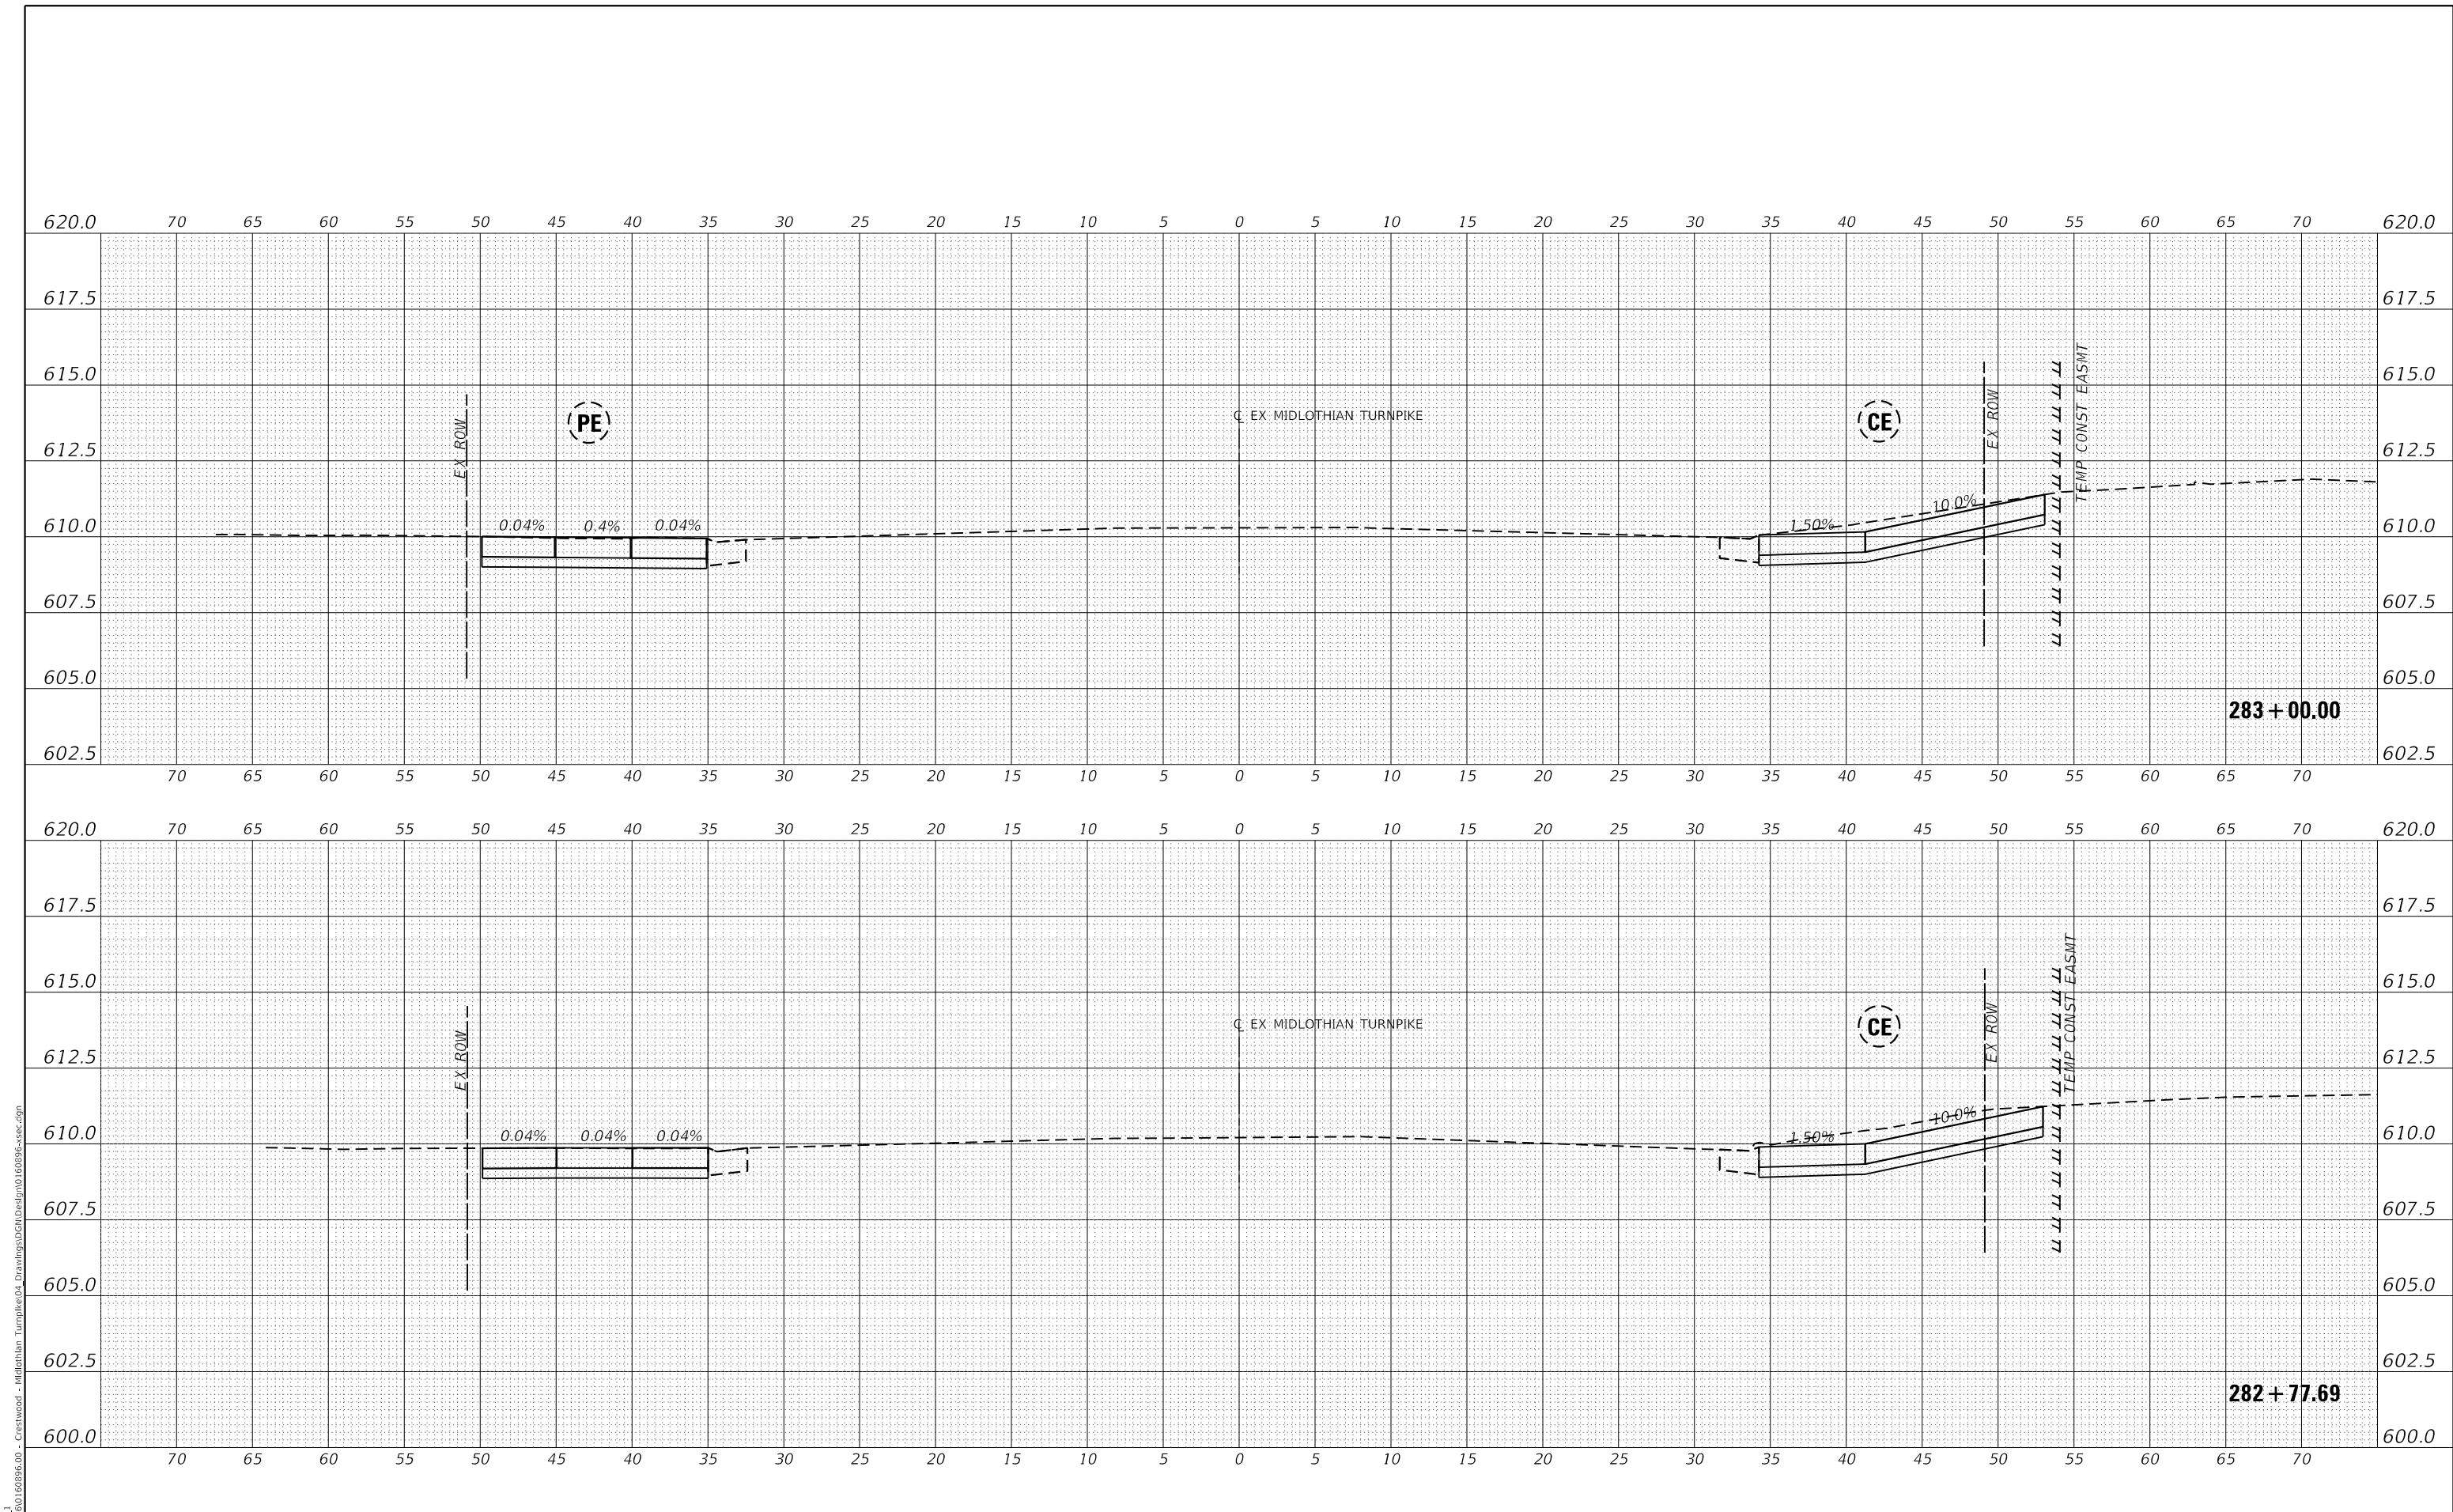 620.0 70 65 60 55 50 45 40 35 30 25 20 15 10 5 0 5 10 15 20 25 30 35 40 45 50 55 60 65 70 620.0
617.5 617.5
615.0 615.0
PE
CE
EX ROW
℄ EX MIDLOTHIAN TURNPIKE
EX ROW
TEMP CONST EASMT
612.5 612.5
610.0 0.04% 0.4% 0.04% 1.50% 10.0% 610.0
607.5 607.5
605.0 605.0
283+00.00
602.5 602.5
70 65 60 55 50 45 40 35 30 25 20 15 10 5 0 5 10 15 20 25 30 35 40 45 50 55 60 65 70
620.0 70 65 60 55 50 45 40 35 30 25 20 15 10 5 0 5 10 15 20 25 30 35 40 45 50 55 60 65 70 620.0
617.5 617.5
615.0 615.0
CE
EX ROW
℄ EX MIDLOTHIAN TURNPIKE
EX ROW
TEMP CONST EASMT
612.5 612.5
610.0 0.04% 0.04% 0.04% 1.50% 10.0% 610.0
607.5 607.5
605.0 605.0
602.5 602.5
282+77.69
600.0 600.0
70 65 60 55 50 45 40 35 30 25 20 15 10 5 0 5 10 15 20 25 30 35 40 45 50 55 60 65 70
6\0160896.00 - Crestwood - Midlothian Turnpike\04_Drawings\DGN\Design\0160896-xsec.dgn